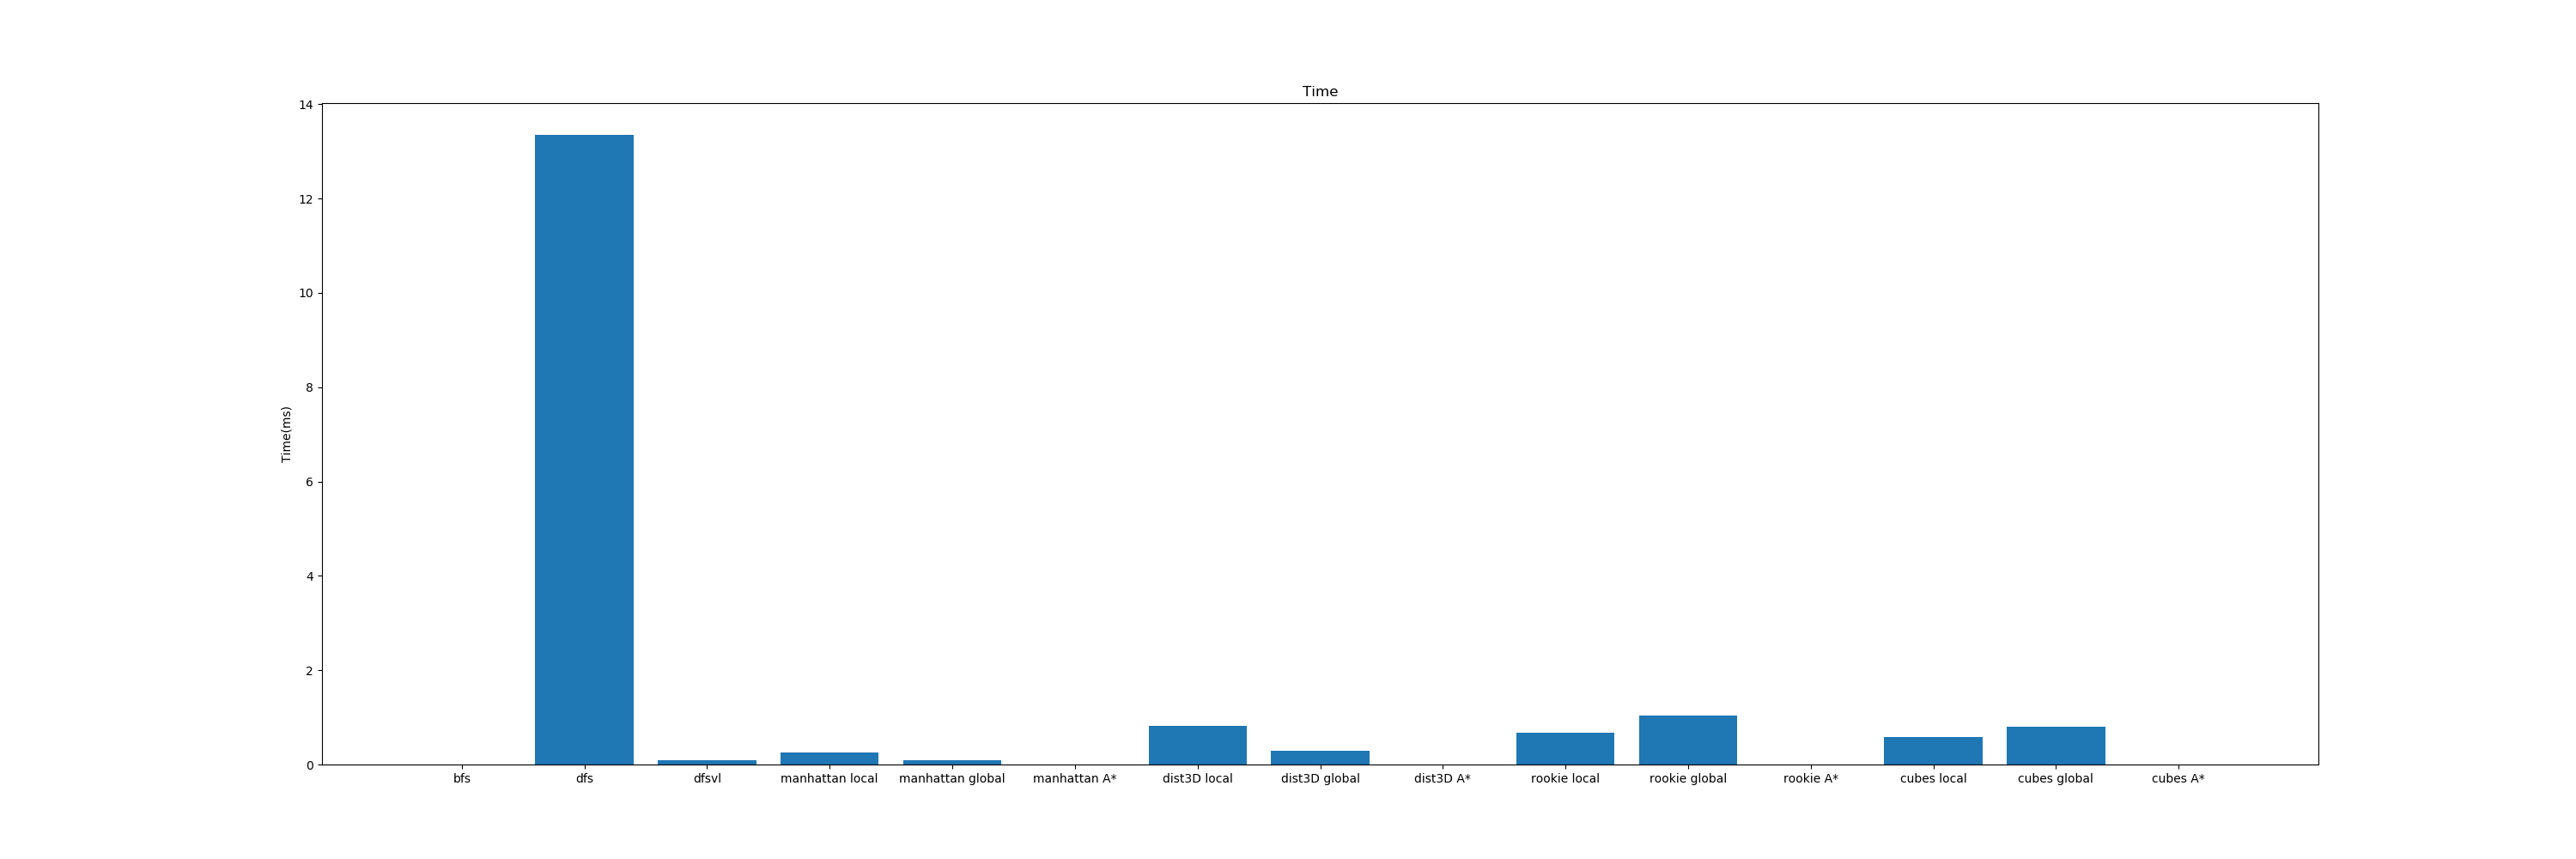 Time
14
12
10
8
6
4
2
0
Time(ms)
bfs dfs dfsvl manhattan local manhattan global manhattan A* dist3D local dist3D global dist3D A* rookie local rookie global rookie A* cubes local cubes global cubes A*